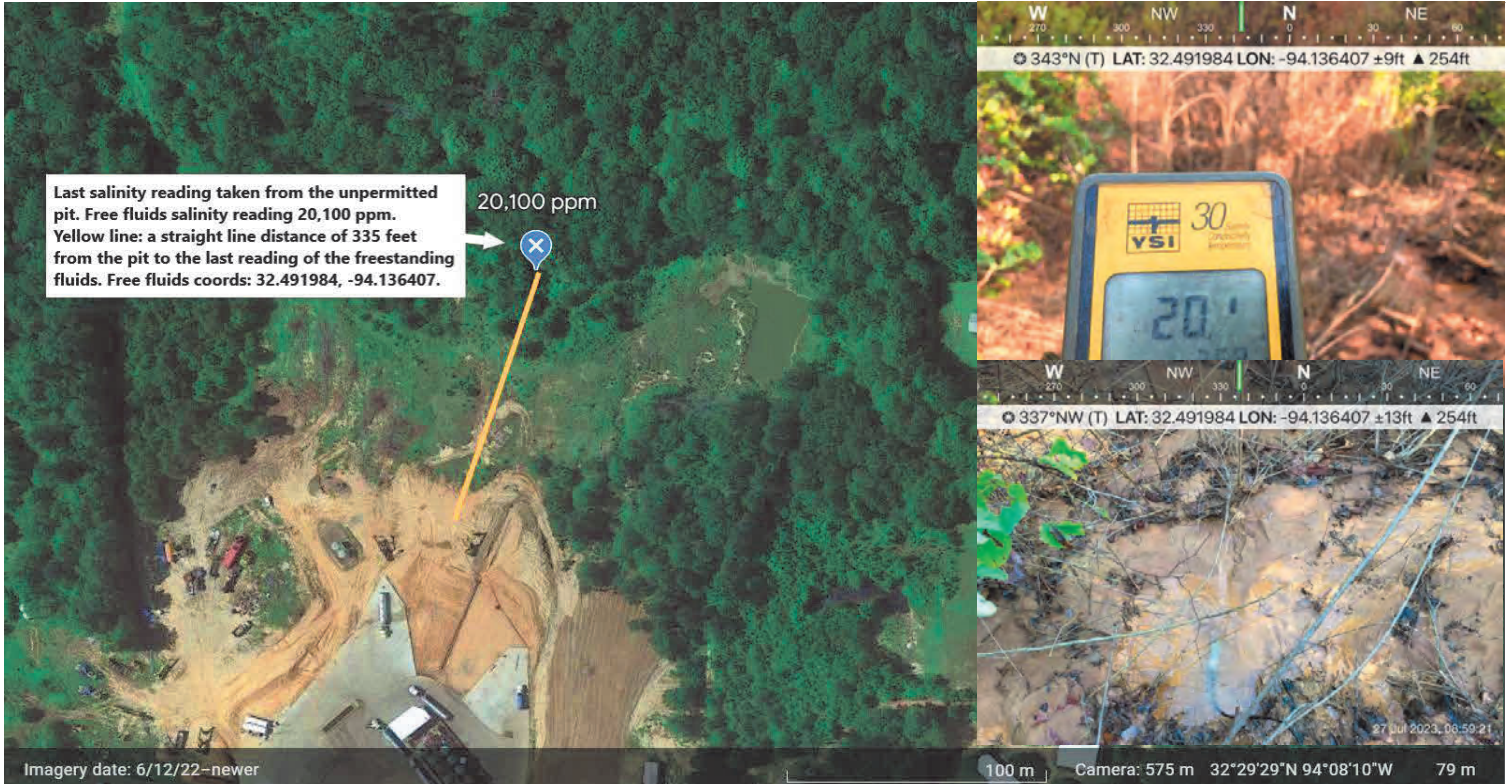 Last salinity reading taken from the unpermitted
pit. Free fluids salinity reading 20,100 ppm.
Yellow line: a straight line distance of 335 feet
from the pit to the last reading of the freestanding
fluids. Free fluids coords: 32.491984, -94.136407.
20,100 ppm
Imagery date: 6/12/22–newer
100 m
Camera: 575 m 32°29'29"N 94°08'10"W 79 m
W NW N NE
270 300 330 0 30 60
343°N (T) LAT: 32.491984 LON: -94.136407 ±9ft ▲ 254ft
YSI 30
20.1
W NW N NE
270 300 330 0 30 60
337°NW (T) LAT: 32.491984 LON: -94.136407 ±13ft ▲ 254ft
27 Jul 2023, 08:59:21